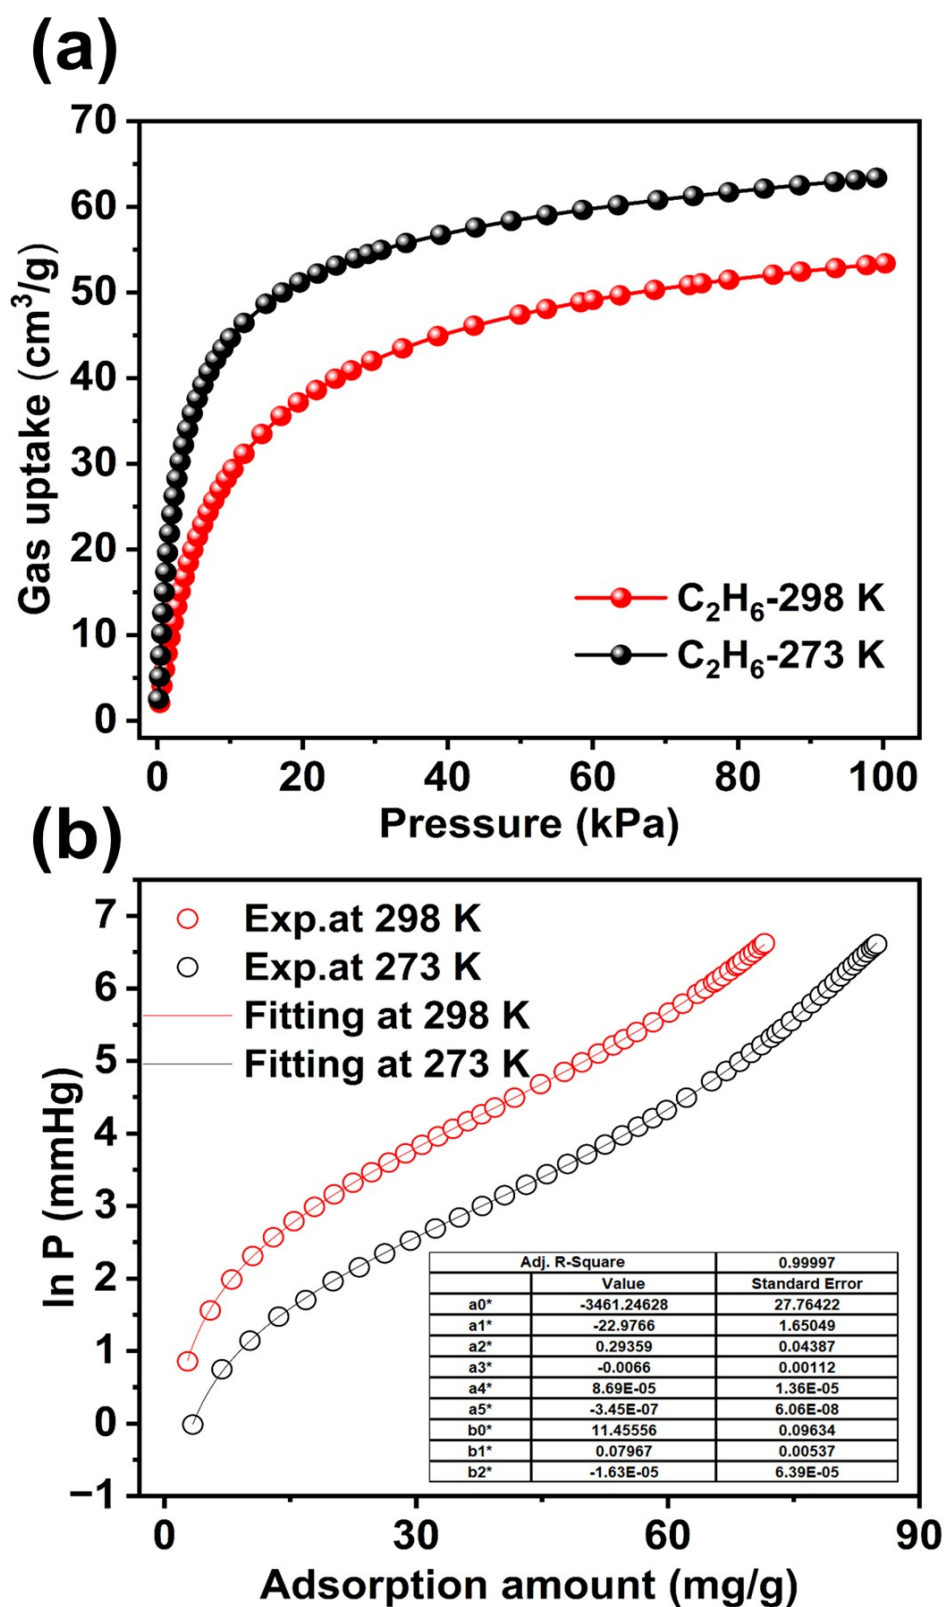 (a)
70
60
50
40
30
20
10
0
Gas uptake (cm³/g)
C₂H₆-298 K
C₂H₆-273 K
0 20 40 60 80 100
Pressure (kPa)
(b)
7
6
5
4
3
2
1
0
−1
ln P (mmHg)
Exp.at 298 K
Exp.at 273 K
Fitting at 298 K
Fitting at 273 K
Adj. R-Square 0.99997
Value Standard Error
a0* -3461.24628 27.76422
a1* -22.9766 1.65049
a2* 0.29359 0.04387
a3* -0.0066 0.00112
a4* 8.69E-05 1.36E-05
a5* -3.45E-07 6.06E-08
b0* 11.45556 0.09634
b1* 0.07967 0.00537
b2* -1.63E-05 6.39E-05
0 30 60 90
Adsorption amount (mg/g)